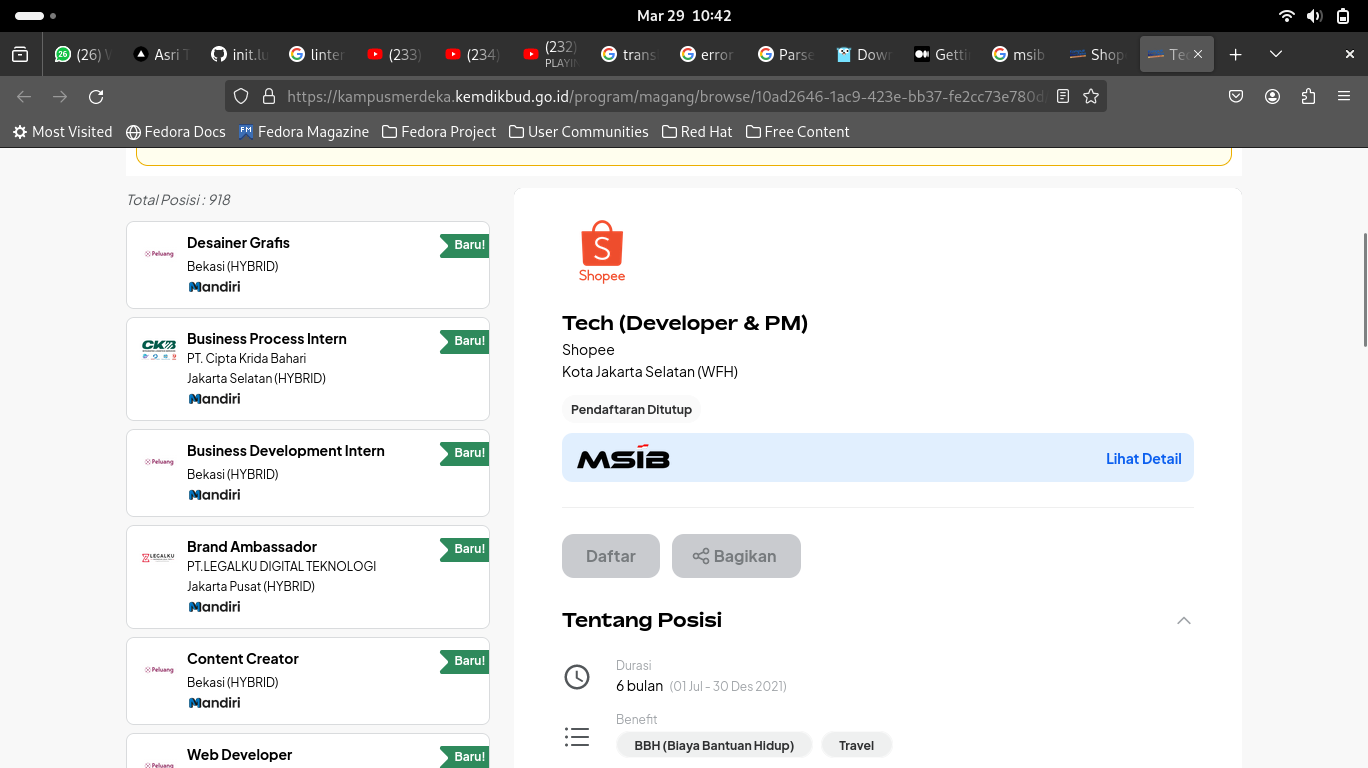 Mar 29 10:42
(26) W
Asri T
init.lu
linter
(233)
(234)
(232)
PLAYIN
trans
error
Parse
Dow
Getti
msib
Shop
Te
https://kampusmerdeka.kemdikbud.go.id/program/magang/browse/10ad2646-1ac9-423e-bb37-fe2cc73e780d/
Most Visited
Fedora Docs
Fedora Magazine
Fedora Project
User Communities
Red Hat
Free Content
Total Posisi : 918
Peluang
Desainer Grafis
Baru!
Bekasi (HYBRID)
Mandiri
CKB
Business Process Intern
Baru!
PT. Cipta Krida Bahari
Jakarta Selatan (HYBRID)
Mandiri
Peluang
Business Development Intern
Baru!
Bekasi (HYBRID)
Mandiri
LEGALKU
Brand Ambassador
Baru!
PT.LEGALKU DIGITAL TEKNOLOGI
Jakarta Pusat (HYBRID)
Mandiri
Peluang
Content Creator
Baru!
Bekasi (HYBRID)
Mandiri
Peluang
Web Developer
Baru!
Shopee
Tech (Developer & PM)
Shopee
Kota Jakarta Selatan (WFH)
Pendaftaran Ditutup
MSIB
Lihat Detail
Daftar
Bagikan
Tentang Posisi
Durasi
6 bulan (01 Jul - 30 Des 2021)
Benefit
BBH (Biaya Bantuan Hidup)
Travel